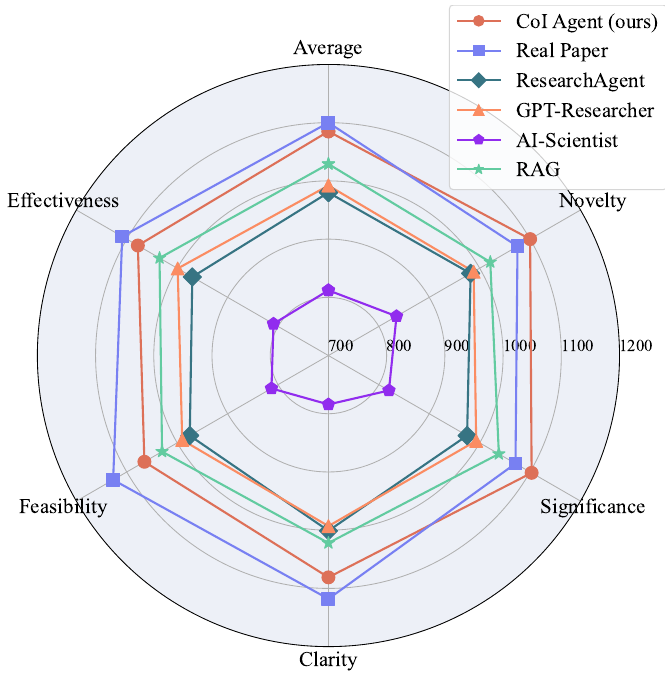 CoI Agent (ours)
Real Paper
ResearchAgent
GPT-Researcher
AI-Scientist
RAG
Average
Effectiveness
Novelty
700 800 900 1000 1100 1200
Feasibility
Significance
Clarity